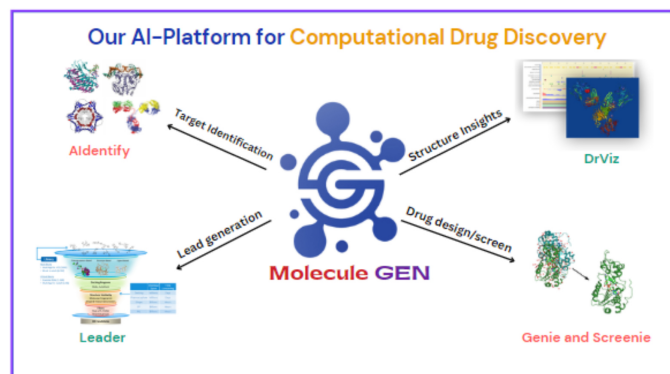 Our AI-Platform for Computational Drug Discovery
Target Identification
Structure Insights
AIdentify
DrViz
Lead generation
Drug design/screen
Molecule GEN
Leader
Genie and Screenie